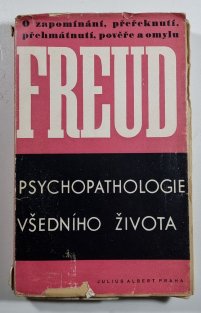 O zapomínání, přeřeknutí,
přehmátnutí, pověře a omylu
FREUD
PSYCHOPATHOLOGIE
VŠEDNÍHO ŽIVOTA
JULIUS ALBERT PRAHA